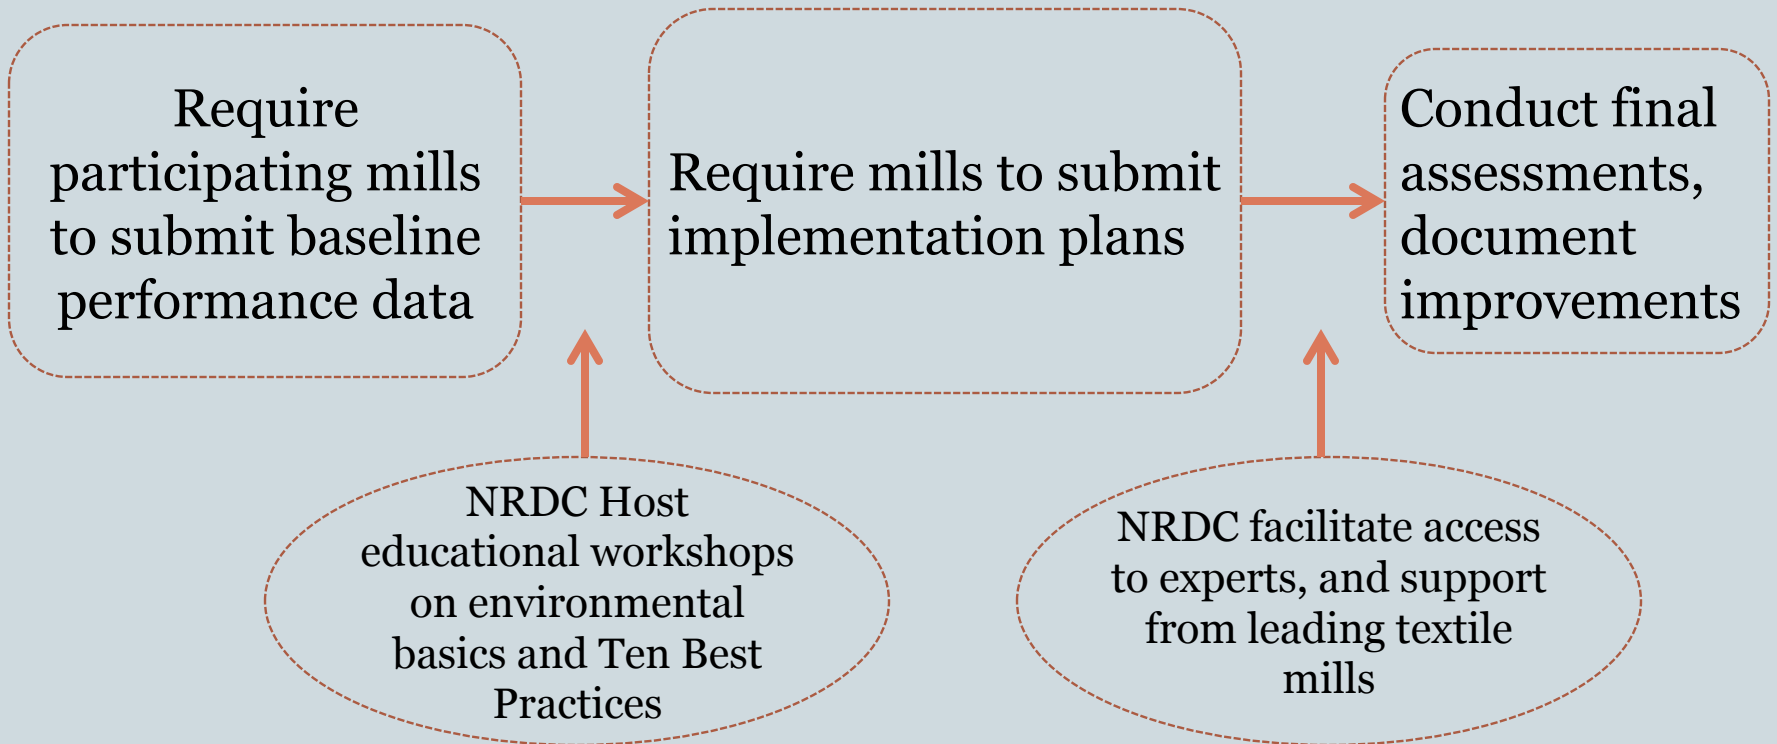 Require
participating mills
to submit baseline
performance data
Require mills to submit
implementation plans
Conduct final
assessments,
document
improvements
NRDC Host
educational workshops
on environmental
basics and Ten Best
Practices
NRDC facilitate access
to experts, and support
from leading textile
mills